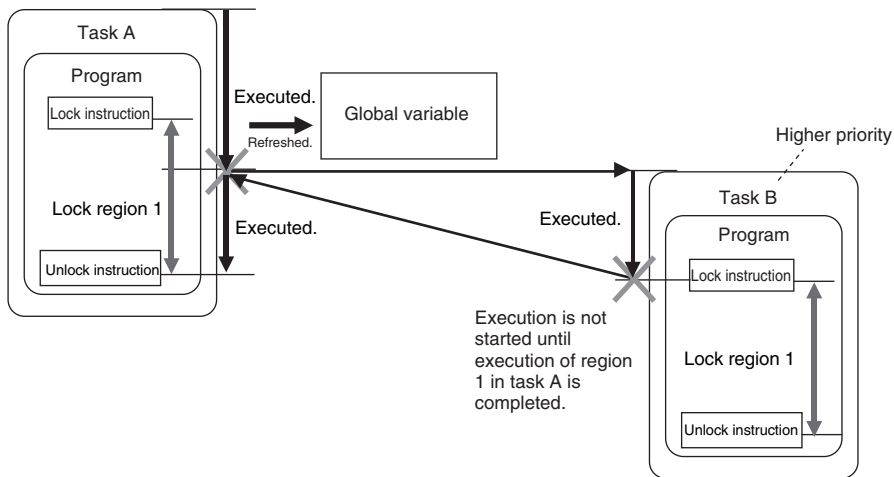 Task A
Program
Lock instruction
Lock region 1
Unlock instruction
Executed.
Refreshed.
Global variable
Executed.
Higher priority
Task B
Executed.
Program
Lock instruction
Lock region 1
Unlock instruction
Execution is not
started until
execution of region
1 in task A is
completed.